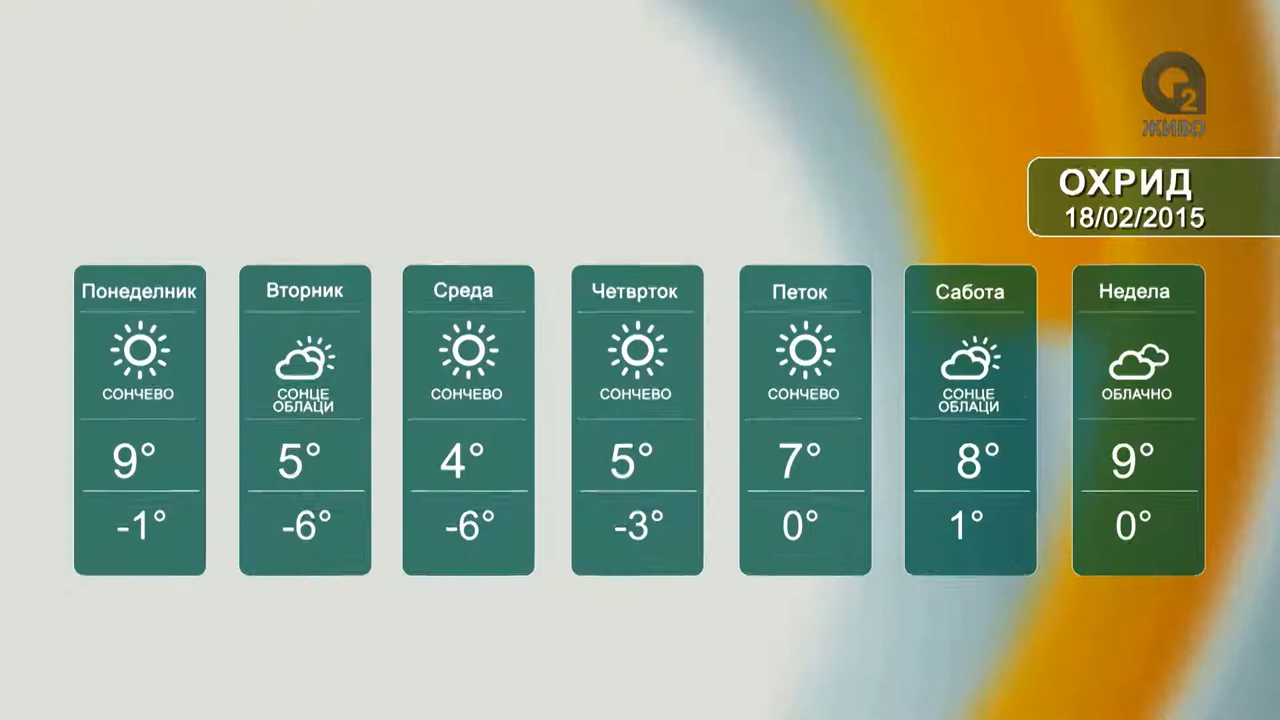 2
ЖИВО
ОХРИД
18/02/2015
Понеделник
СОНЧЕВО
9°
-1°
Вторник
СОНЦЕ
ОБЛАЦИ
5°
-6°
Среда
СОНЧЕВО
4°
-6°
Четврток
СОНЧЕВО
5°
-3°
Петок
СОНЧЕВО
7°
0°
Сабота
СОНЦЕ
ОБЛАЦИ
8°
1°
Недела
ОБЛАЧНО
9°
0°